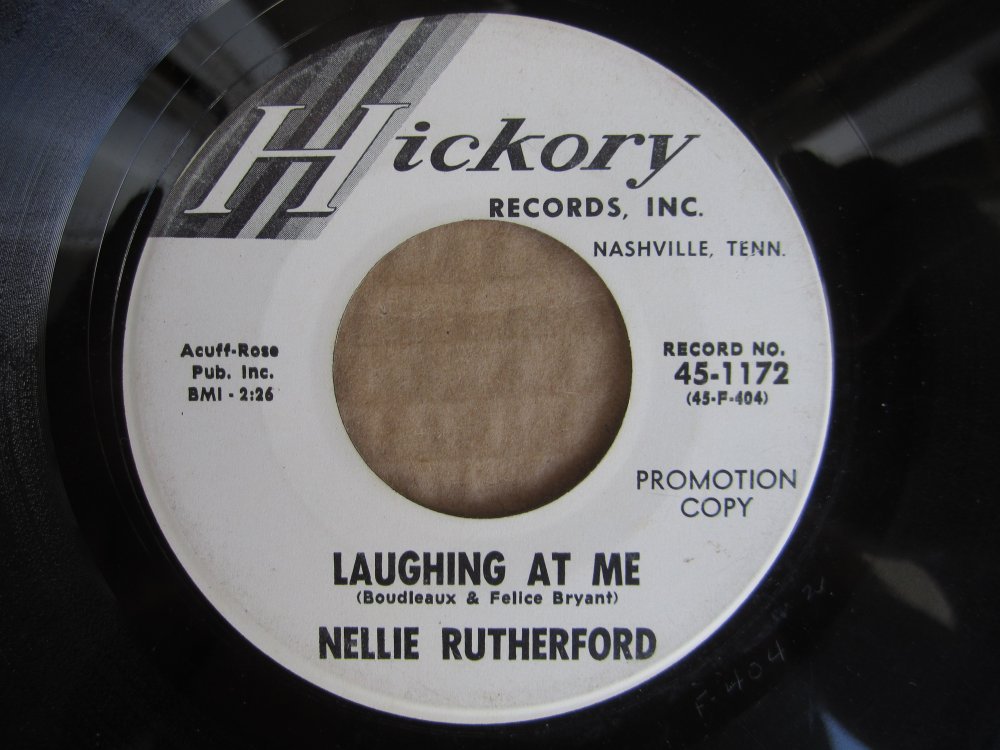 Hickory
RECORDS, INC.
NASHVILLE, TENN.
Acuff-Rose
Pub. Inc.
BMI - 2:26
RECORD NO.
45-1172
(45-F-404)
PROMOTION
COPY
LAUGHING AT ME
(Boudleaux & Felice Bryant)
NELLIE RUTHERFORD
F-404